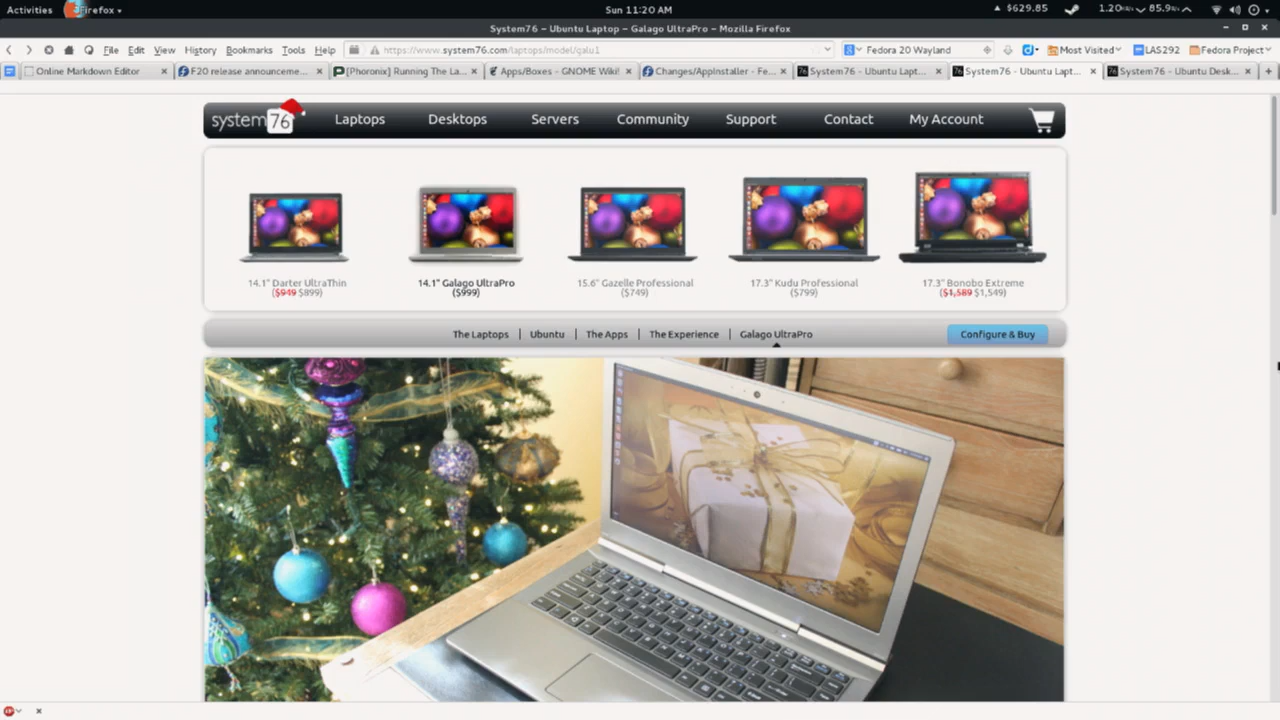 Activities Firefox Sun 11:20 AM $629.85 1.20 85.9
System76 – Ubuntu Laptop – Galago UltraPro – Mozilla Firefox
File Edit View History Bookmarks Tools Help https://www.system76.com/laptops/model/galu1 Fedora 20 Wayland Most Visited LAS292 Fedora Project
Online Markdown Editor F20 release announceme... [Phoronix] Running The La... Apps/Boxes – GNOME Wiki! Changes/AppInstaller – Fe... System76 – Ubuntu Lapt... System76 – Ubuntu Lapt... System76 – Ubuntu Desk...
system76 Laptops Desktops Servers Community Support Contact My Account
14.1" Darter UltraThin
($949 $899)
14.1" Galago UltraPro
($999)
15.6" Gazelle Professional
($749)
17.3" Kudu Professional
($799)
17.3" Bonobo Extreme
($1,589 $1,549)
The Laptops | Ubuntu | The Apps | The Experience | Galago UltraPro Configure & Buy